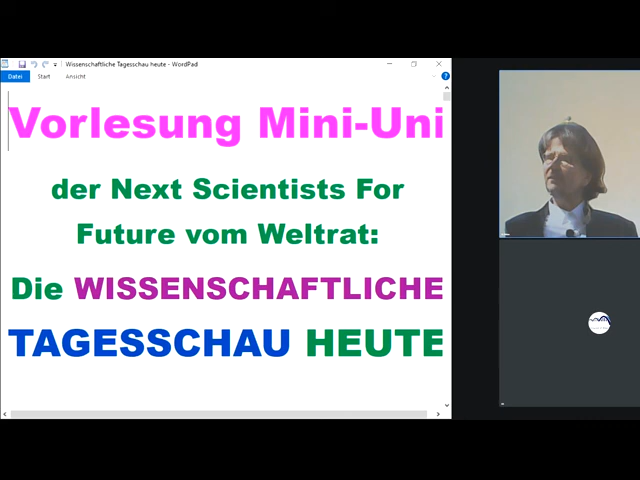 Wissenschaftliche Tagesschau heute - WordPad
Datei Start Ansicht
Vorlesung Mini-Uni
der Next Scientists For
Future vom Weltrat:
Die WISSENSCHAFTLICHE
TAGESSCHAU HEUTE